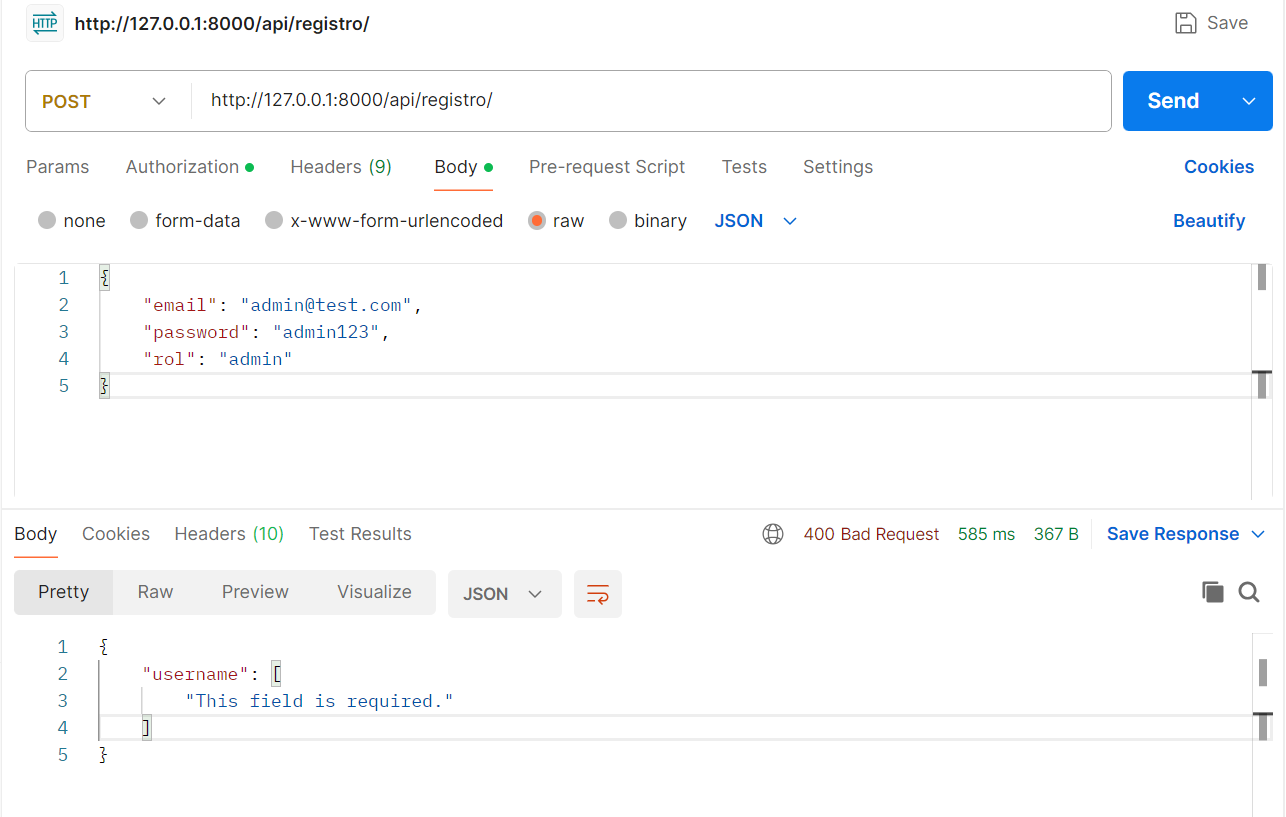 HTTP http://127.0.0.1:8000/api/registro/ Save
POST http://127.0.0.1:8000/api/registro/ Send
Params Authorization Headers (9) Body Pre-request Script Tests Settings Cookies
none form-data x-www-form-urlencoded raw binary JSON Beautify
1 {
2 "email": "admin@test.com",
3 "password": "admin123",
4 "rol": "admin"
5 }
Body Cookies Headers (10) Test Results 400 Bad Request 585 ms 367 B Save Response
Pretty Raw Preview Visualize JSON
1 {
2 "username": [
3 "This field is required."
4 ]
5 }